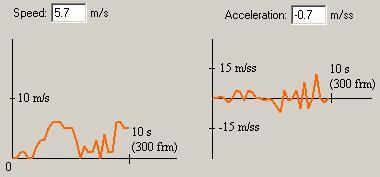 Speed: 5.7 m/s
Acceleration: -0.7 m/ss
10 m/s
10 s
(300 frm)
0
15 m/ss
-15 m/ss
10 s
(300 frm)